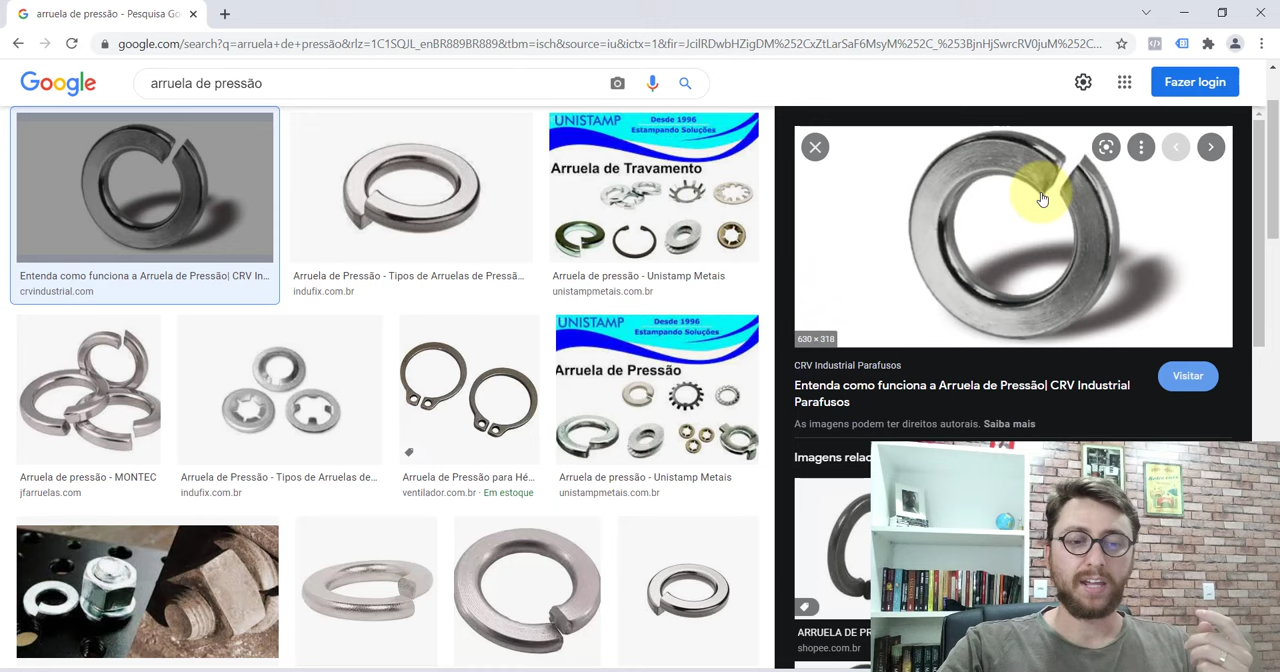 arruela de pressão - Pesquisa Go
google.com/search?q=arruela+de+pressão&rlz=1C1SQJL_enBR889BR889&tbm=isch&source=iu&ictx=1&fir=JcilRDwbHZigDM%252CxZtLarSaF6MsyM%252C_%253BjnHjSwrcRV0juM%252C...
Google
arruela de pressão
Fazer login
UNISTAMP
Desde 1996
Estampando Soluções
Arruela de Travamento
Entenda como funciona a Arruela de Pressão| CRV In...
crvindustrial.com
Arruela de Pressão - Tipos de Arruelas de Pressã...
indufix.com.br
Arruela de pressão - Unistamp Metais
unistampmetais.com.br
630 × 318
CRV Industrial Parafusos
Entenda como funciona a Arruela de Pressão| CRV Industrial
Parafusos
Visitar
As imagens podem ter direitos autorais. Saiba mais
Imagens relac
UNISTAMP
Desde 1996
Estampando Soluções
Arruela de Pressão
Arruela de pressão - MONTEC
jfarruelas.com
Arruela de Pressão - Tipos de Arruelas de...
indufix.com.br
Arruela de Pressão para Hé...
ventilador.com.br · Em estoque
Arruela de pressão - Unistamp Metais
unistampmetais.com.br
ARRUELA DE PR
shopee.com.br